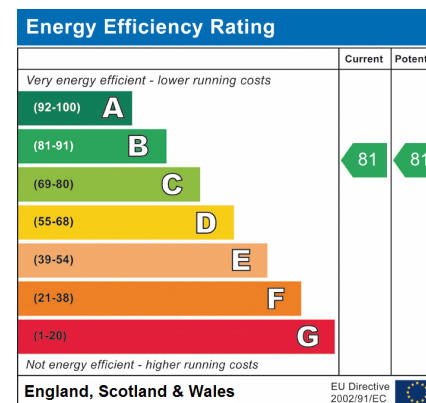 Energy Efficiency Rating
Current Potent
Very energy efficient - lower running costs
(92-100) A
(81-91) B
81 81
(69-80) C
(55-68) D
(39-54) E
(21-38) F
(1-20) G
Not energy efficient - higher running costs
England, Scotland & Wales
EU Directive
2002/91/EC